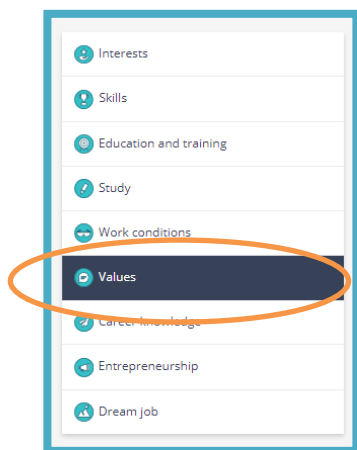 Interests
Skills
Education and training
Study
Work conditions
Values
Career knowledge
Entrepreneurship
Dream job